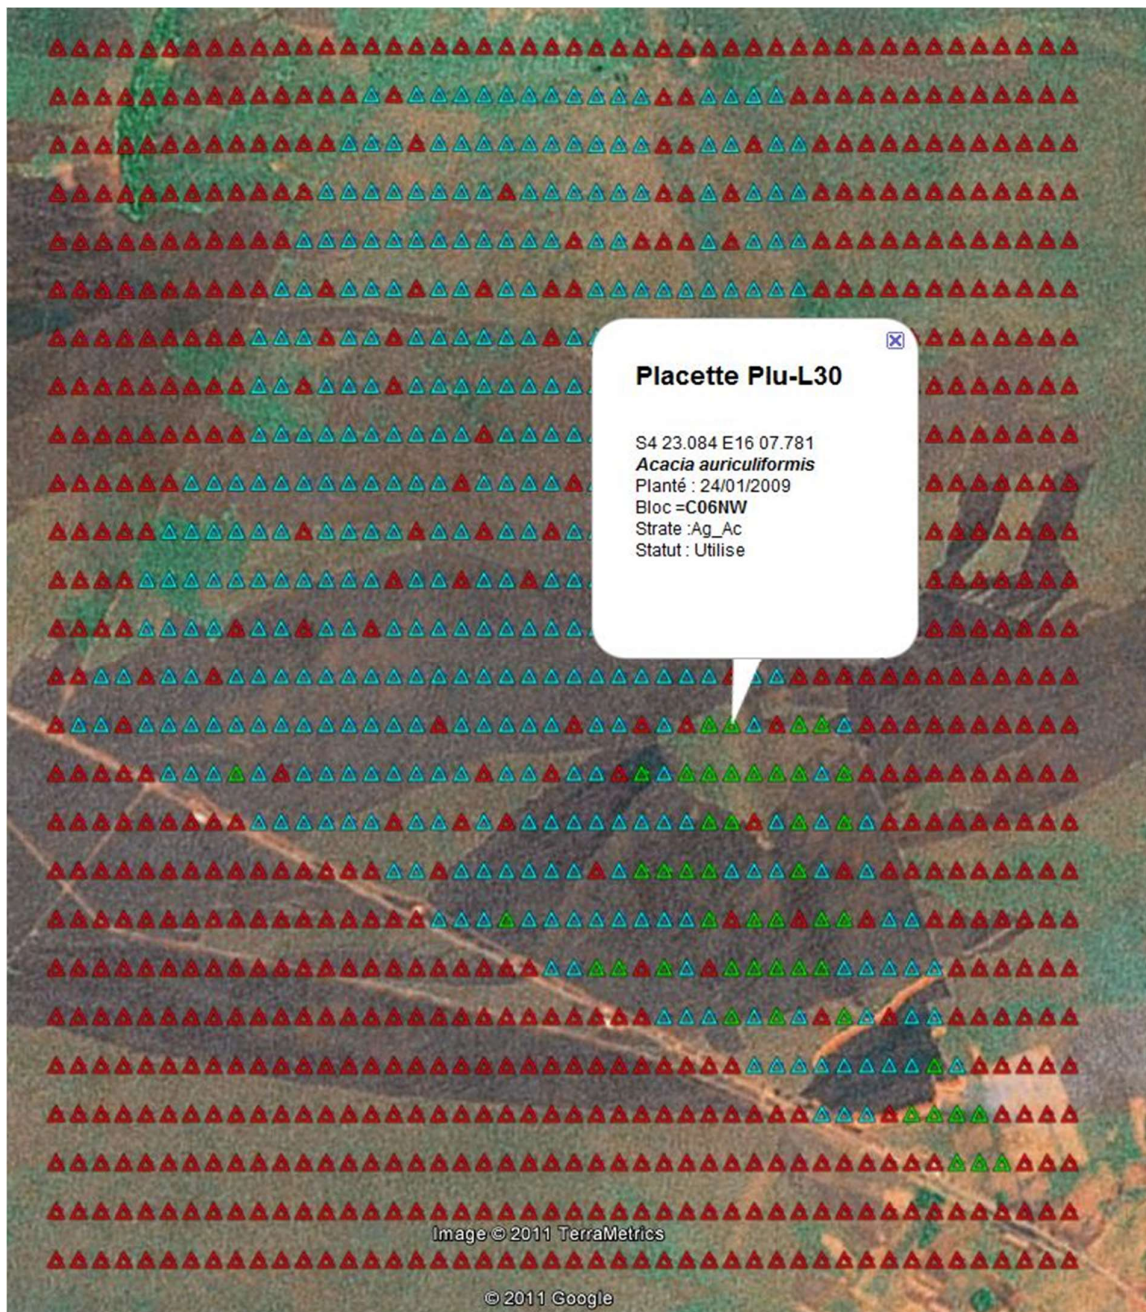 Placette Plu-L30
S4 23.084 E16 07.781
Acacia auriculiformis
Planté : 24/01/2009
Bloc =C06NW
Strate :Ag_Ac
Statut : Utilise
Image © 2011 TerraMetrics
© 2011 Google